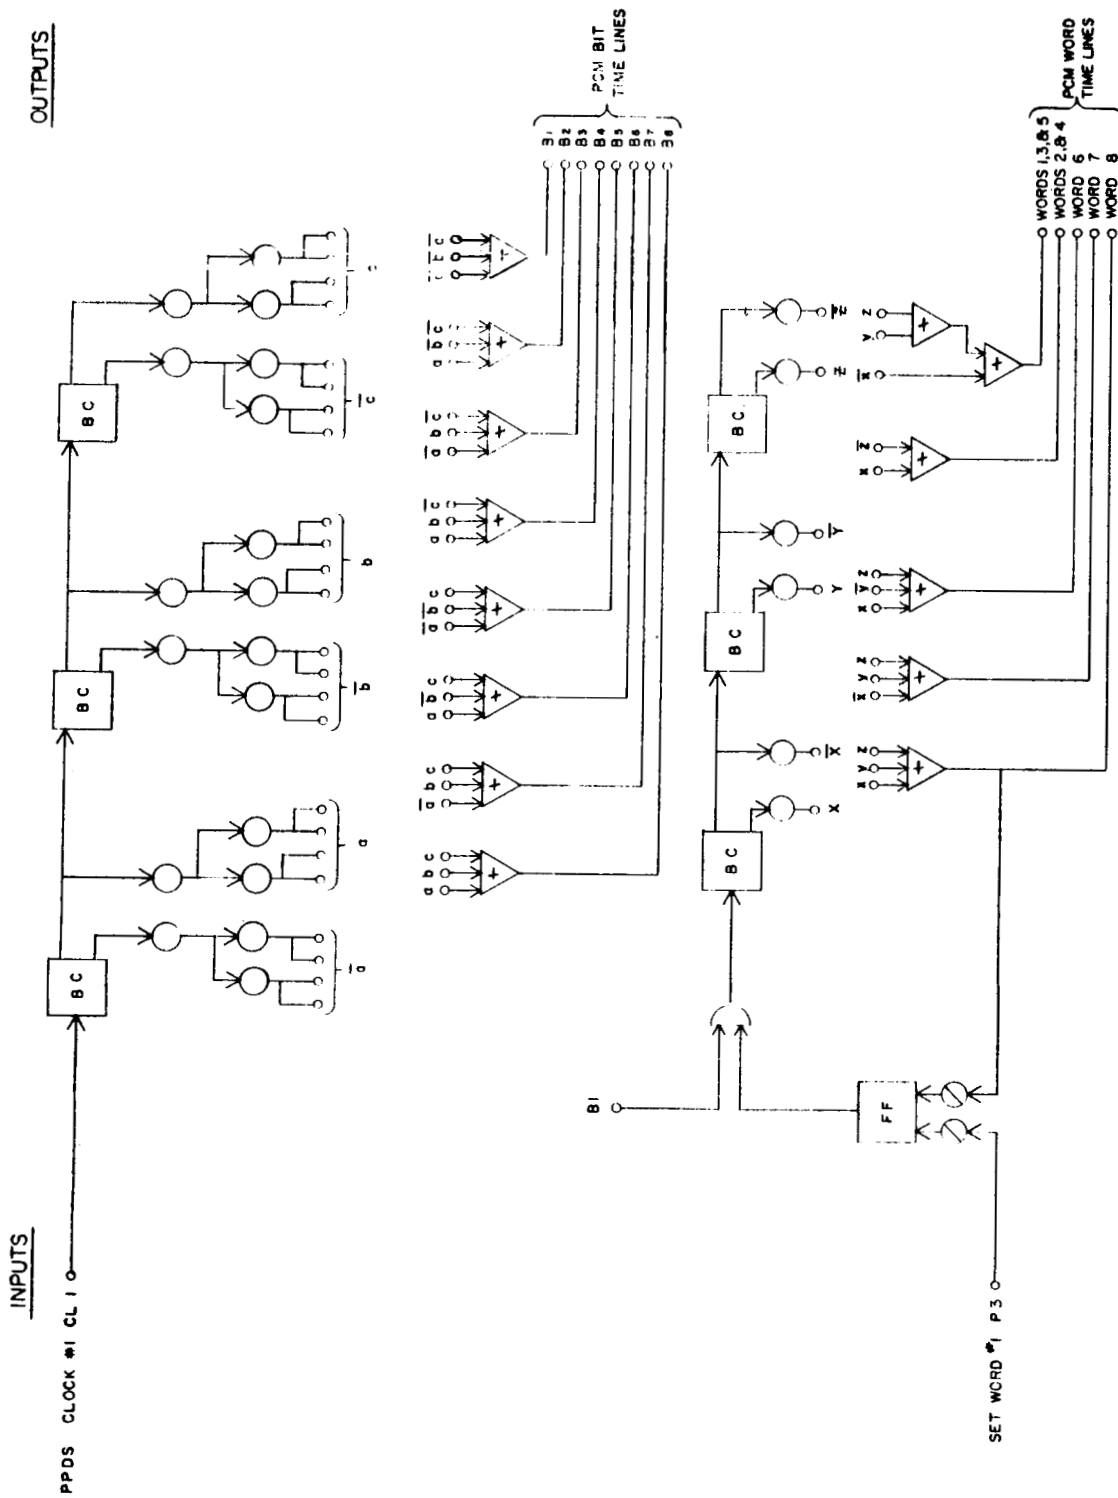 INPUTS
OUTPUTS
PPDS CLOCK #1 CL 1
BC
BC
BC
a̅
a
b̅
b
c̅
c
a b c
a̅ b c
a b̅ c
a̅ b̅ c
a b c̅
a̅ b c̅
a b̅ c̅
c̅
+
+
+
+
+
+
+
+
B1
B2
B3
B4
B5
B6
B7
B8
PCM BIT
TIME LINES
B1
BC
BC
BC
X
X̅
Y
Y̅
Z
Z̅
x y z
x̅ y z
x y̅ z
x z̅
x̅
y z
+
+
+
+
+
+
FF
SET WORD #1 P3
WORDS 1,3,&5
WORDS 2,&4
WORD 6
WORD 7
WORD 8
PCM WORD
TIME LINES